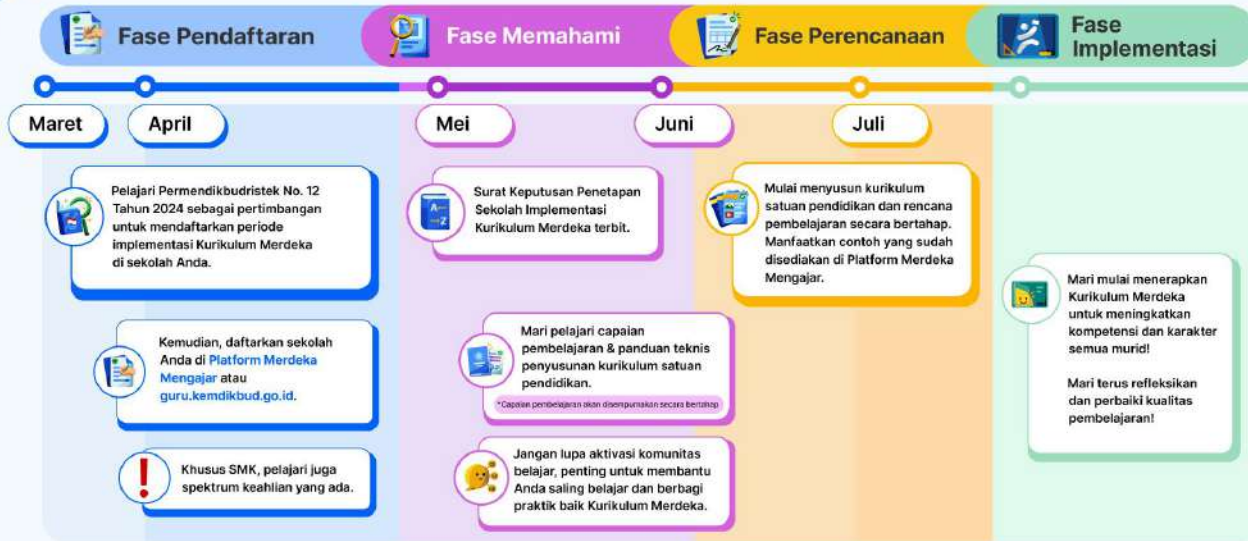 Fase Pendaftaran
Fase Memahami
Fase Perencanaan
Fase
Implementasi
Maret
April
Mei
Juni
Juli
Pelajari Permendikbudristek No. 12
Tahun 2024 sebagai pertimbangan
untuk mendaftarkan periode
implementasi Kurikulum Merdeka
di sekolah Anda.
Kemudian, daftarkan sekolah
Anda di Platform Merdeka
Mengajar atau
guru.kemdikbud.go.id.
Khusus SMK, pelajari juga
spektrum keahlian yang ada.
Surat Keputusan Penetapan
Sekolah Implementasi
Kurikulum Merdeka terbit.
Mari pelajari capaian
pembelajaran & panduan teknis
penyusunan kurikulum satuan
pendidikan.
*Capaian pembelajaran akan disempurnakan secara bertahap
Jangan lupa aktivasi komunitas
belajar, penting untuk membantu
Anda saling belajar dan berbagi
praktik baik Kurikulum Merdeka.
Mulai menyusun kurikulum
satuan pendidikan dan rencana
pembelajaran secara bertahap.
Manfaatkan contoh yang sudah
disediakan di Platform Merdeka
Mengajar.
Mari mulai menerapkan
Kurikulum Merdeka
untuk meningkatkan
kompetensi dan karakter
semua murid!
Mari terus refleksikan
dan perbaiki kualitas
pembelajaran!
A
Z